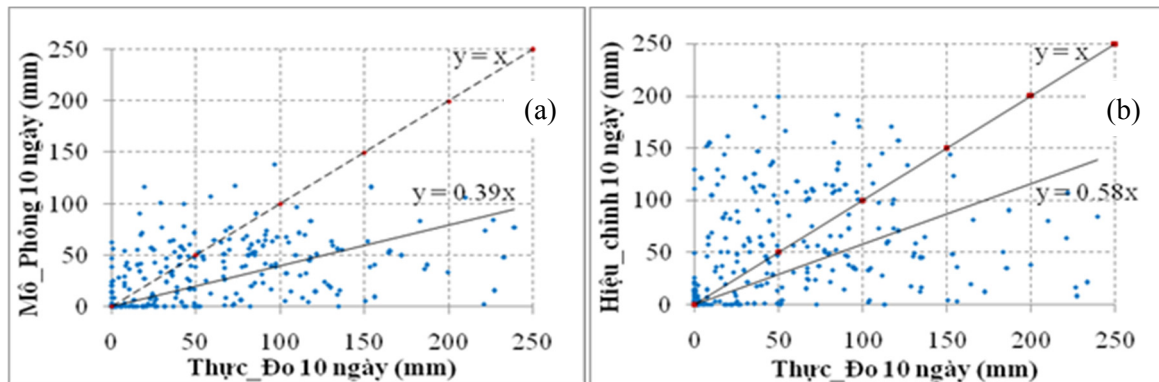 250
200
150
100
50
0
Mô_Phỏng 10 ngày (mm)
y = x
(a)
y = 0.39x
0 50 100 150 200 250
Thực_Đo 10 ngày (mm)
250
200
150
100
50
0
Hiệu_chỉnh 10 ngày (mm)
y = x
(b)
y = 0.58x
0 50 100 150 200 250
Thực_Đo 10 ngày (mm)